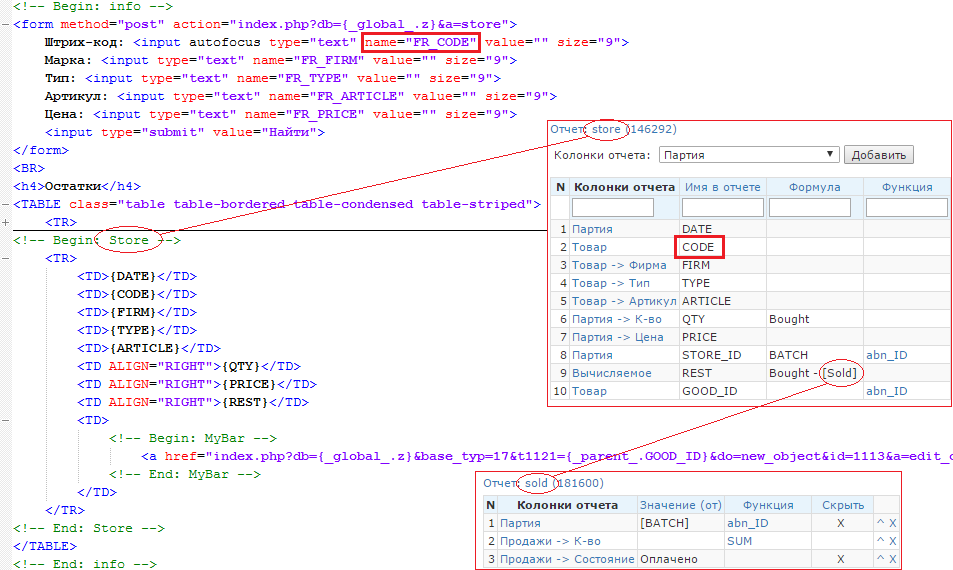 <!-- Begin: info -->
<form method="post" action="index.php?db={_global_.z}&a=store">
Штрих-код: <input autofocus type="text" name="FR_CODE" value="" size="9">
Марка: <input type="text" name="FR_FIRM" value="" size="9">
Тип: <input type="text" name="FR_TYPE" value="" size="9">
Артикул: <input type="text" name="FR_ARTICLE" value="" size="9">
Цена: <input type="text" name="FR_PRICE" value="" size="9">
<input type="submit" value="Найти">
</form>
<BR>
<h4>Остатки</h4>
<TABLE class="table table-bordered table-condensed table-striped">
<TR>
<!-- Begin: Store -->
<TR>
<TD>{DATE}</TD>
<TD>{CODE}</TD>
<TD>{FIRM}</TD>
<TD>{TYPE}</TD>
<TD>{ARTICLE}</TD>
<TD ALIGN="RIGHT">{QTY}</TD>
<TD ALIGN="RIGHT">{PRICE}</TD>
<TD ALIGN="RIGHT">{REST}</TD>
<TD>
<!-- Begin: MyBar -->
<a href="index.php?db={_global_.z}&base_typ=17&t1121={_parent_.GOOD_ID}&do=new_object&id=1113&a=edit_
<!-- End: MyBar -->
</TD>
</TR>
<!-- End: Store -->
</TABLE>
<!-- End: info -->
Отчет: store (146292)
Колонки отчета: Партия Добавить
N Колонки отчета Имя в отчете Формула Функция
1 Партия DATE
2 Товар CODE
3 Товар -> Фирма FIRM
4 Товар -> Тип TYPE
5 Товар -> Артикул ARTICLE
6 Партия -> К-во QTY Bought
7 Партия -> Цена PRICE
8 Партия STORE_ID BATCH abn_ID
9 Вычисляемое REST Bought - [Sold]
10 Товар GOOD_ID abn_ID
Отчет: sold (181600)
N Колонки отчета Значение (от) Функция Скрыть
1 Партия [BATCH] abn_ID X ^ X
2 Продажи -> К-во SUM ^ X
3 Продажи -> Состояние Оплачено X ^ X